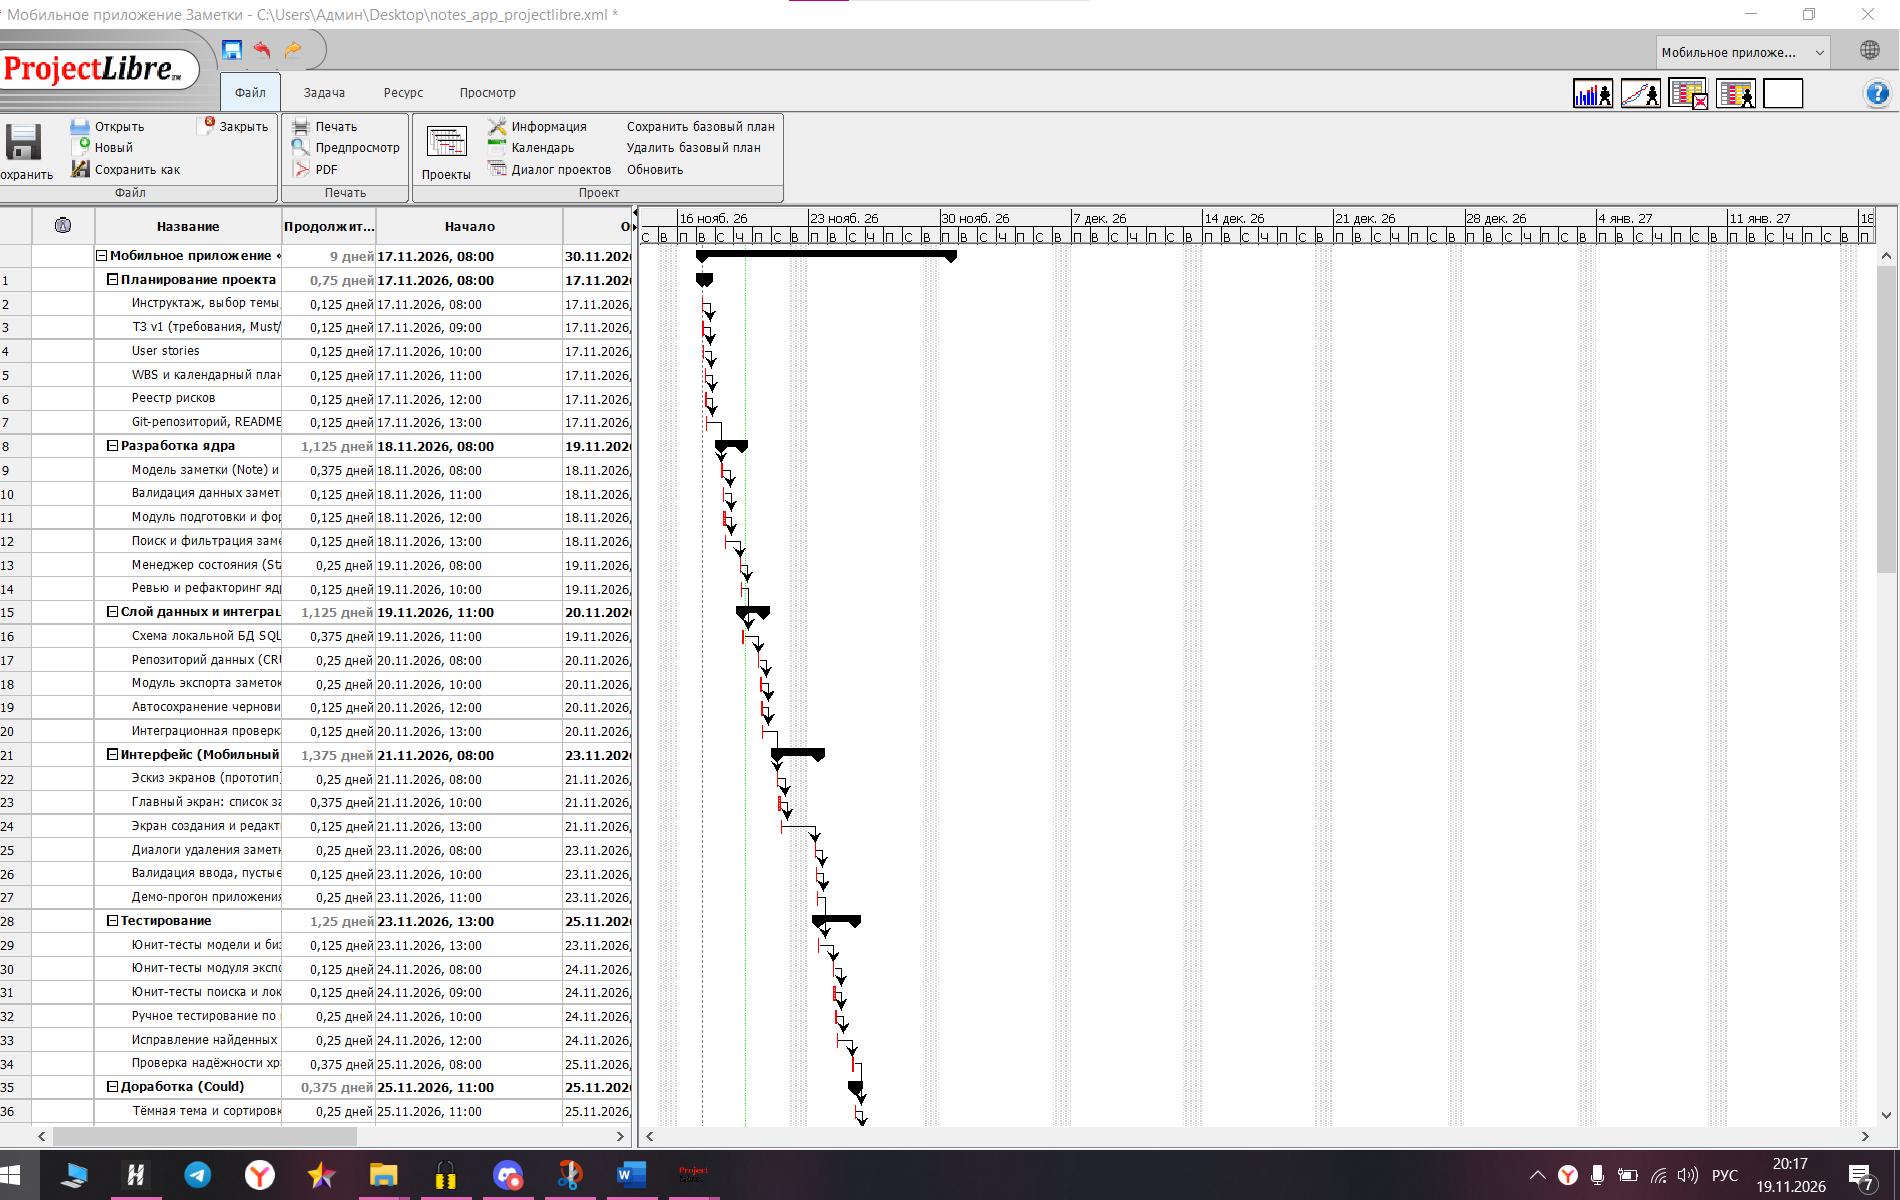 * Мобильное приложение Заметки - C:\Users\Админ\Desktop\notes_app_projectlibre.xml *
ProjectLibre™
Мобильное приложе...
Файл Задача Ресурс Просмотр
Открыть Закрыть Печать Информация Сохранить базовый план
Новый Предпросмотр Календарь Удалить базовый план
охранить Сохранить как PDF Проекты Диалог проектов Обновить
Файл Печать Проект
Название Продолжит... Начало О
16 нояб. 26 23 нояб. 26 30 нояб. 26 7 дек. 26 14 дек. 26 21 дек. 26 28 дек. 26 4 янв. 27 11 янв. 27 18
С В П В С Ч П С В П В С Ч П С В П В С Ч П С В П В С Ч П С В П В С Ч П С В П В С Ч П С В П В С Ч П С В П В С Ч П С В П В С Ч П С В П
Мобильное приложение « 9 дней 17.11.2026, 08:00 30.11.202
1 Планирование проекта 0,75 дней 17.11.2026, 08:00 17.11.202
2 Инструктаж, выбор темы, 0,125 дней 17.11.2026, 08:00 17.11.2026,
3 ТЗ v1 (требования, Must/ 0,125 дней 17.11.2026, 09:00 17.11.2026,
4 User stories 0,125 дней 17.11.2026, 10:00 17.11.2026,
5 WBS и календарный план 0,125 дней 17.11.2026, 11:00 17.11.2026,
6 Реестр рисков 0,125 дней 17.11.2026, 12:00 17.11.2026,
7 Git-репозиторий, README 0,125 дней 17.11.2026, 13:00 17.11.2026,
8 Разработка ядра 1,125 дней 18.11.2026, 08:00 19.11.202
9 Модель заметки (Note) и 0,375 дней 18.11.2026, 08:00 18.11.2026,
10 Валидация данных замет 0,125 дней 18.11.2026, 11:00 18.11.2026,
11 Модуль подготовки и фор 0,125 дней 18.11.2026, 12:00 18.11.2026,
12 Поиск и фильтрация заме 0,125 дней 18.11.2026, 13:00 18.11.2026,
13 Менеджер состояния (Sta 0,25 дней 19.11.2026, 08:00 19.11.2026,
14 Ревью и рефакторинг яд 0,125 дней 19.11.2026, 10:00 19.11.2026,
15 Слой данных и интеграц 1,125 дней 19.11.2026, 11:00 20.11.202
16 Схема локальной БД SQL 0,375 дней 19.11.2026, 11:00 19.11.2026,
17 Репозиторий данных (CRU 0,25 дней 20.11.2026, 08:00 20.11.2026,
18 Модуль экспорта заметок 0,25 дней 20.11.2026, 10:00 20.11.2026,
19 Автосохранение чернови 0,125 дней 20.11.2026, 12:00 20.11.2026,
20 Интеграционная проверк 0,125 дней 20.11.2026, 13:00 20.11.2026,
21 Интерфейс (Мобильный 1,375 дней 21.11.2026, 08:00 23.11.202
22 Эскиз экранов (прототип) 0,25 дней 21.11.2026, 08:00 21.11.2026,
23 Главный экран: список за 0,375 дней 21.11.2026, 10:00 21.11.2026,
24 Экран создания и редакт 0,125 дней 21.11.2026, 13:00 21.11.2026,
25 Диалоги удаления замет 0,25 дней 23.11.2026, 08:00 23.11.2026,
26 Валидация ввода, пустые 0,125 дней 23.11.2026, 10:00 23.11.2026,
27 Демо-прогон приложения 0,25 дней 23.11.2026, 11:00 23.11.2026,
28 Тестирование 1,25 дней 23.11.2026, 13:00 25.11.202
29 Юнит-тесты модели и биз 0,125 дней 23.11.2026, 13:00 23.11.2026,
30 Юнит-тесты модуля экспо 0,125 дней 24.11.2026, 08:00 24.11.2026,
31 Юнит-тесты поиска и лок 0,125 дней 24.11.2026, 09:00 24.11.2026,
32 Ручное тестирование по 0,25 дней 24.11.2026, 10:00 24.11.2026,
33 Исправление найденных 0,25 дней 24.11.2026, 12:00 24.11.2026,
34 Проверка надёжности хра 0,375 дней 25.11.2026, 08:00 25.11.2026,
35 Доработка (Could) 0,375 дней 25.11.2026, 11:00 25.11.202
36 Тёмная тема и сортировк 0,25 дней 25.11.2026, 11:00 25.11.2026,
Project Libre
РУС 20:17
19.11.2026
7